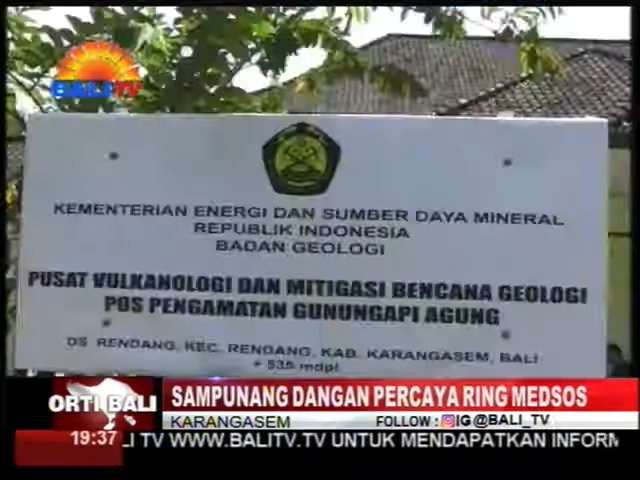 BALI TV
KEMENTERIAN ENERGI DAN SUMBER DAYA MINERAL
REPUBLIK INDONESIA
BADAN GEOLOGI
PUSAT VULKANOLOGI DAN MITIGASI BENCANA GEOLOGI
POS PENGAMATAN GUNUNGAPI AGUNG
DS. RENDANG, KEC. RENDANG, KAB. KARANGASEM, BALI
+ 535 mdpl
ORTI BALI
SAMPUNANG DANGAN PERCAYA RING MEDSOS
KARANGASEM
FOLLOW : IG@BALI_TV
19:37
LI TV WWW.BALITV.TV UNTUK MENDAPATKAN INFORM